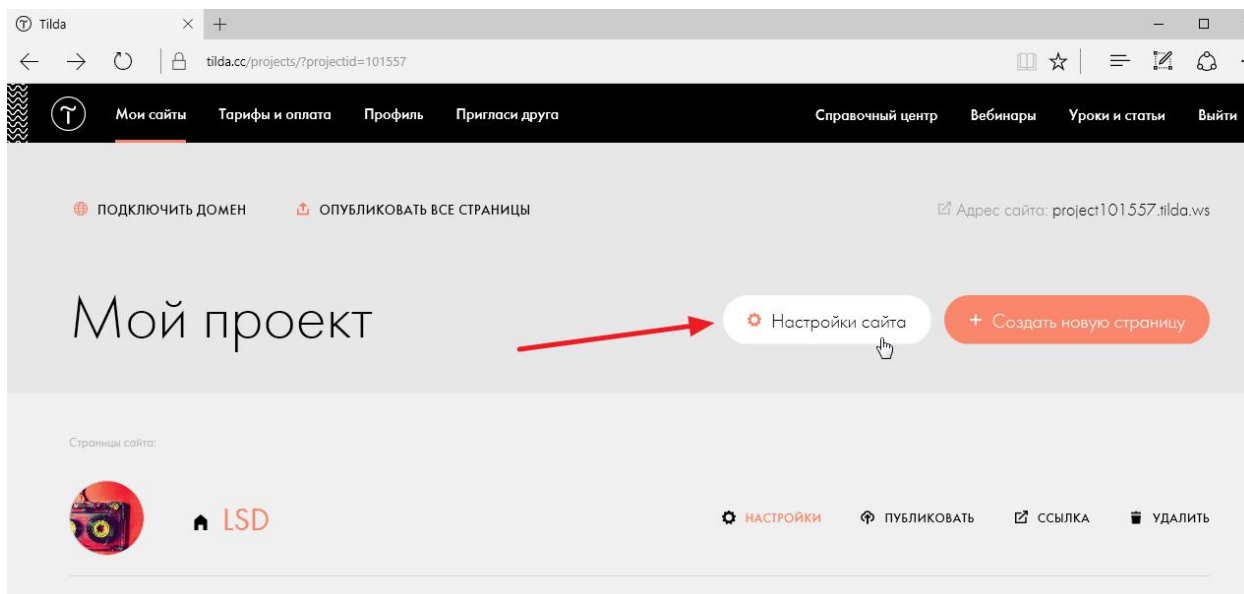 Tilda
tilda.cc/projects/?projectid=101557
Мои сайты Тарифы и оплата Профиль Пригласи друга Справочный центр Вебинары Уроки и статьи Выйти
ПОДКЛЮЧИТЬ ДОМЕН ОПУБЛИКОВАТЬ ВСЕ СТРАНИЦЫ Адрес сайта: project101557.tilda.ws
Мой проект Настройки сайта + Создать новую страницу
Страницы сайта:
LSD НАСТРОЙКИ ПУБЛИКОВАТЬ ССЫЛКА УДАЛИТЬ